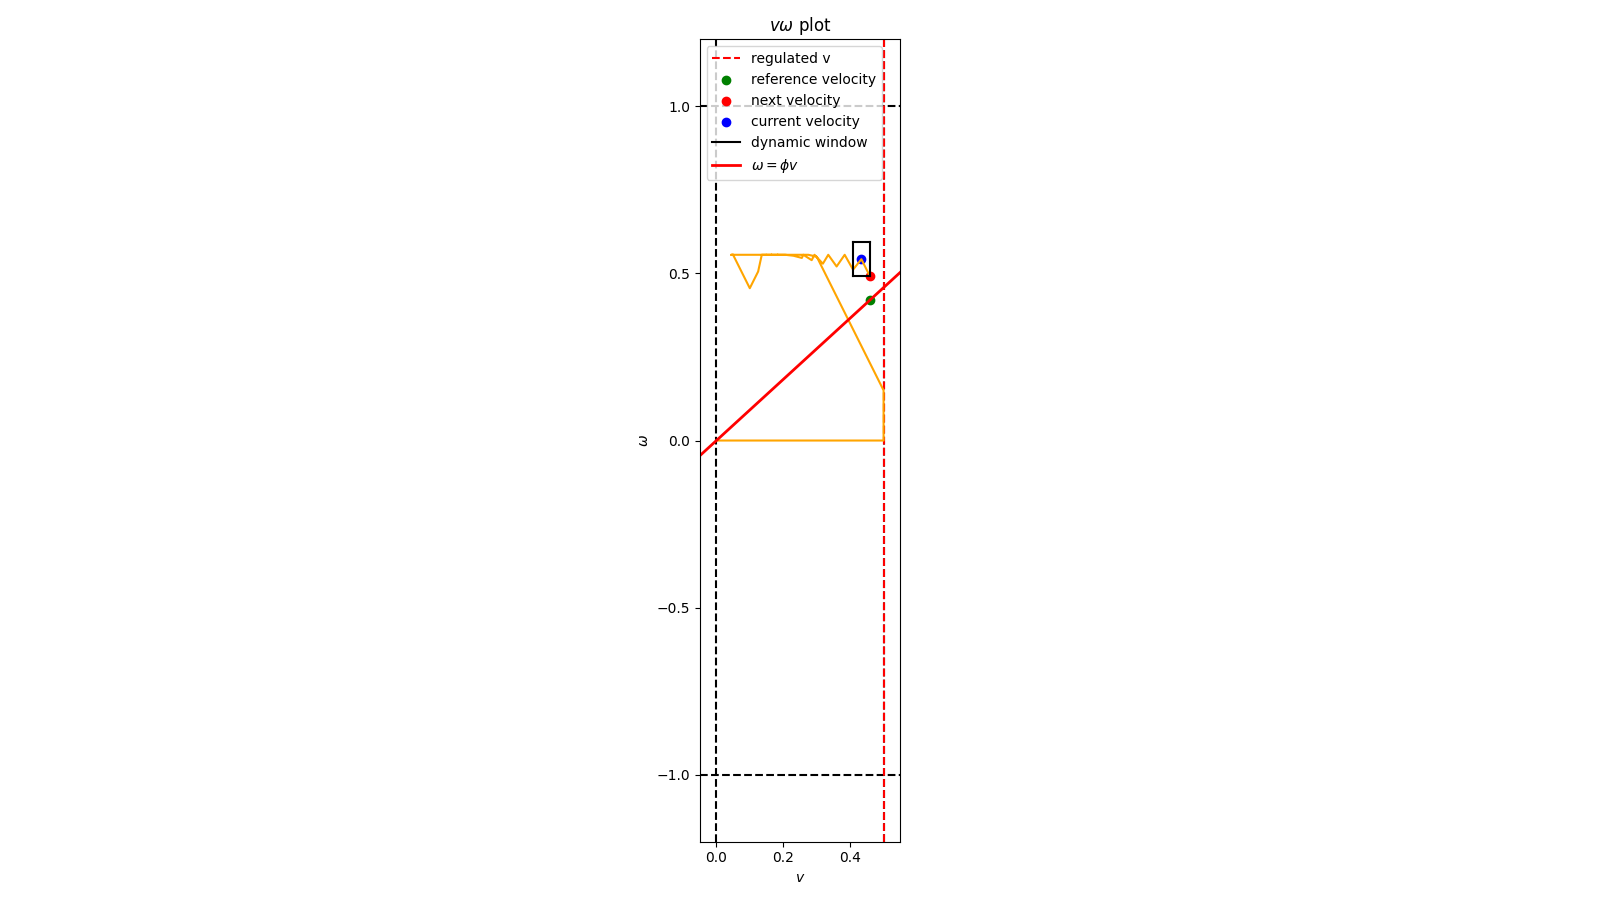 vω plot
regulated v
reference velocity
next velocity
current velocity
dynamic window
ω = ϕv
1.0
0.5
0.0
−0.5
−1.0
ω
0.0 0.2 0.4
v